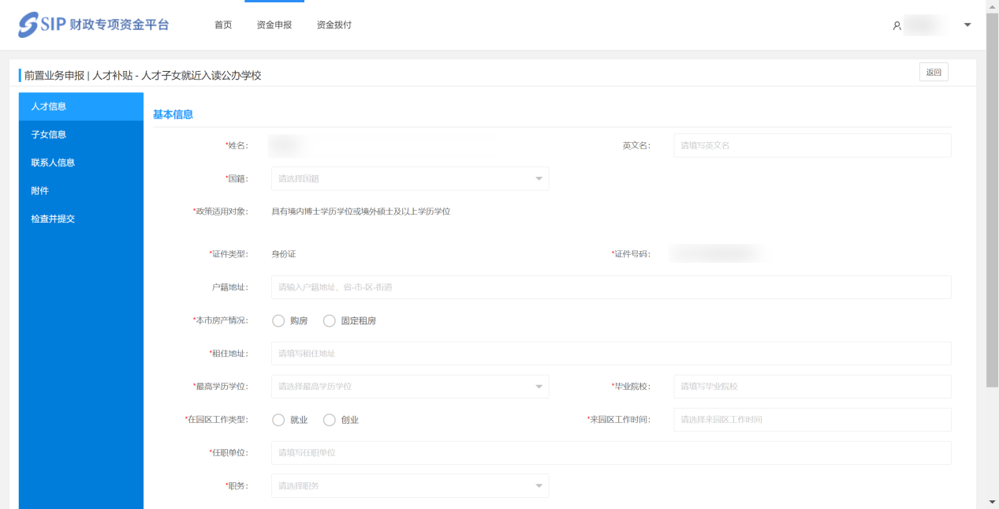 SIP 财政专项资金平台 首页 资金申报 资金拨付
前置业务申报 | 人才补贴 - 人才子女就近入读公办学校 返回
人才信息
子女信息
联系人信息
附件
检查并提交
基本信息
*姓名： 英文名： 请填写英文名
*国籍： 请选择国籍
*政策适用对象： 具有境内博士学历学位或境外硕士及以上学历学位
*证件类型： 身份证 *证件号码：
户籍地址： 请输入户籍地址，省-市-区-街道
*本市房产情况： 购房 固定租房
*租住地址： 请填写租住地址
*最高学历学位： 请选择最高学历学位 *毕业院校： 请填写毕业院校
*在园区工作类型： 就业 创业 *来园区工作时间： 请选择来园区工作时间
*任职单位： 请填写任职单位
*职务： 请选择职务